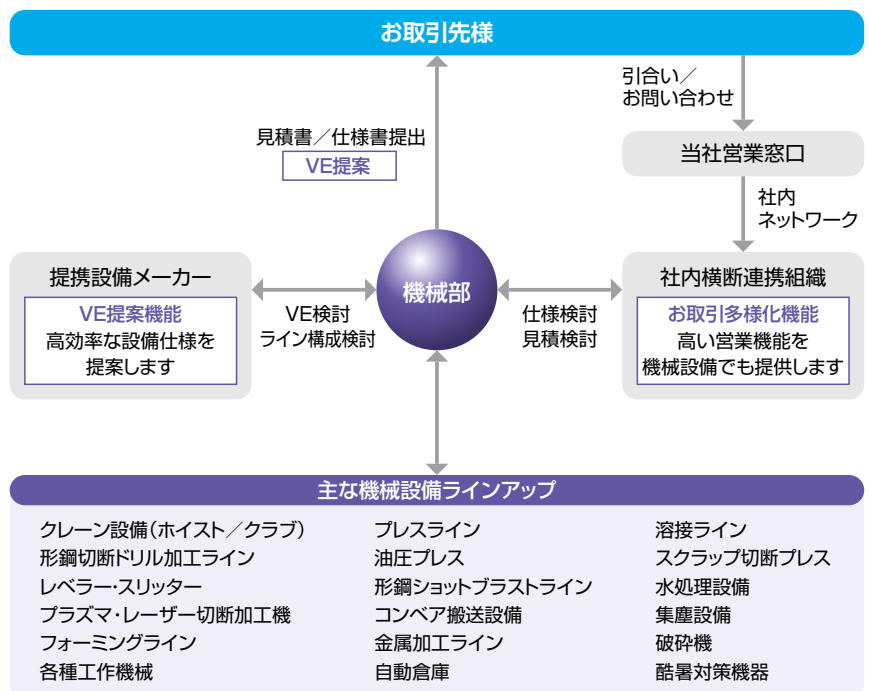 お取引先様
引合い／
お問い合わせ
見積書／仕様書提出
VE提案
当社営業窓口
社内
ネットワーク
提携設備メーカー
VE提案機能
高効率な設備仕様を
提案します
VE検討
ライン構成検討
機械部
仕様検討
見積検討
社内横断連携組織
お取引多様化機能
高い営業機能を
機械設備でも提供します
主な機械設備ラインアップ
クレーン設備（ホイスト／クラブ）
形鋼切断ドリル加工ライン
レベラー・スリッター
プラズマ・レーザー切断加工機
フォーミングライン
各種工作機械
プレスライン
油圧プレス
形鋼ショットブラストライン
コンベア搬送設備
金属加工ライン
自動倉庫
溶接ライン
スクラップ切断プレス
水処理設備
集塵設備
破砕機
酷暑対策機器